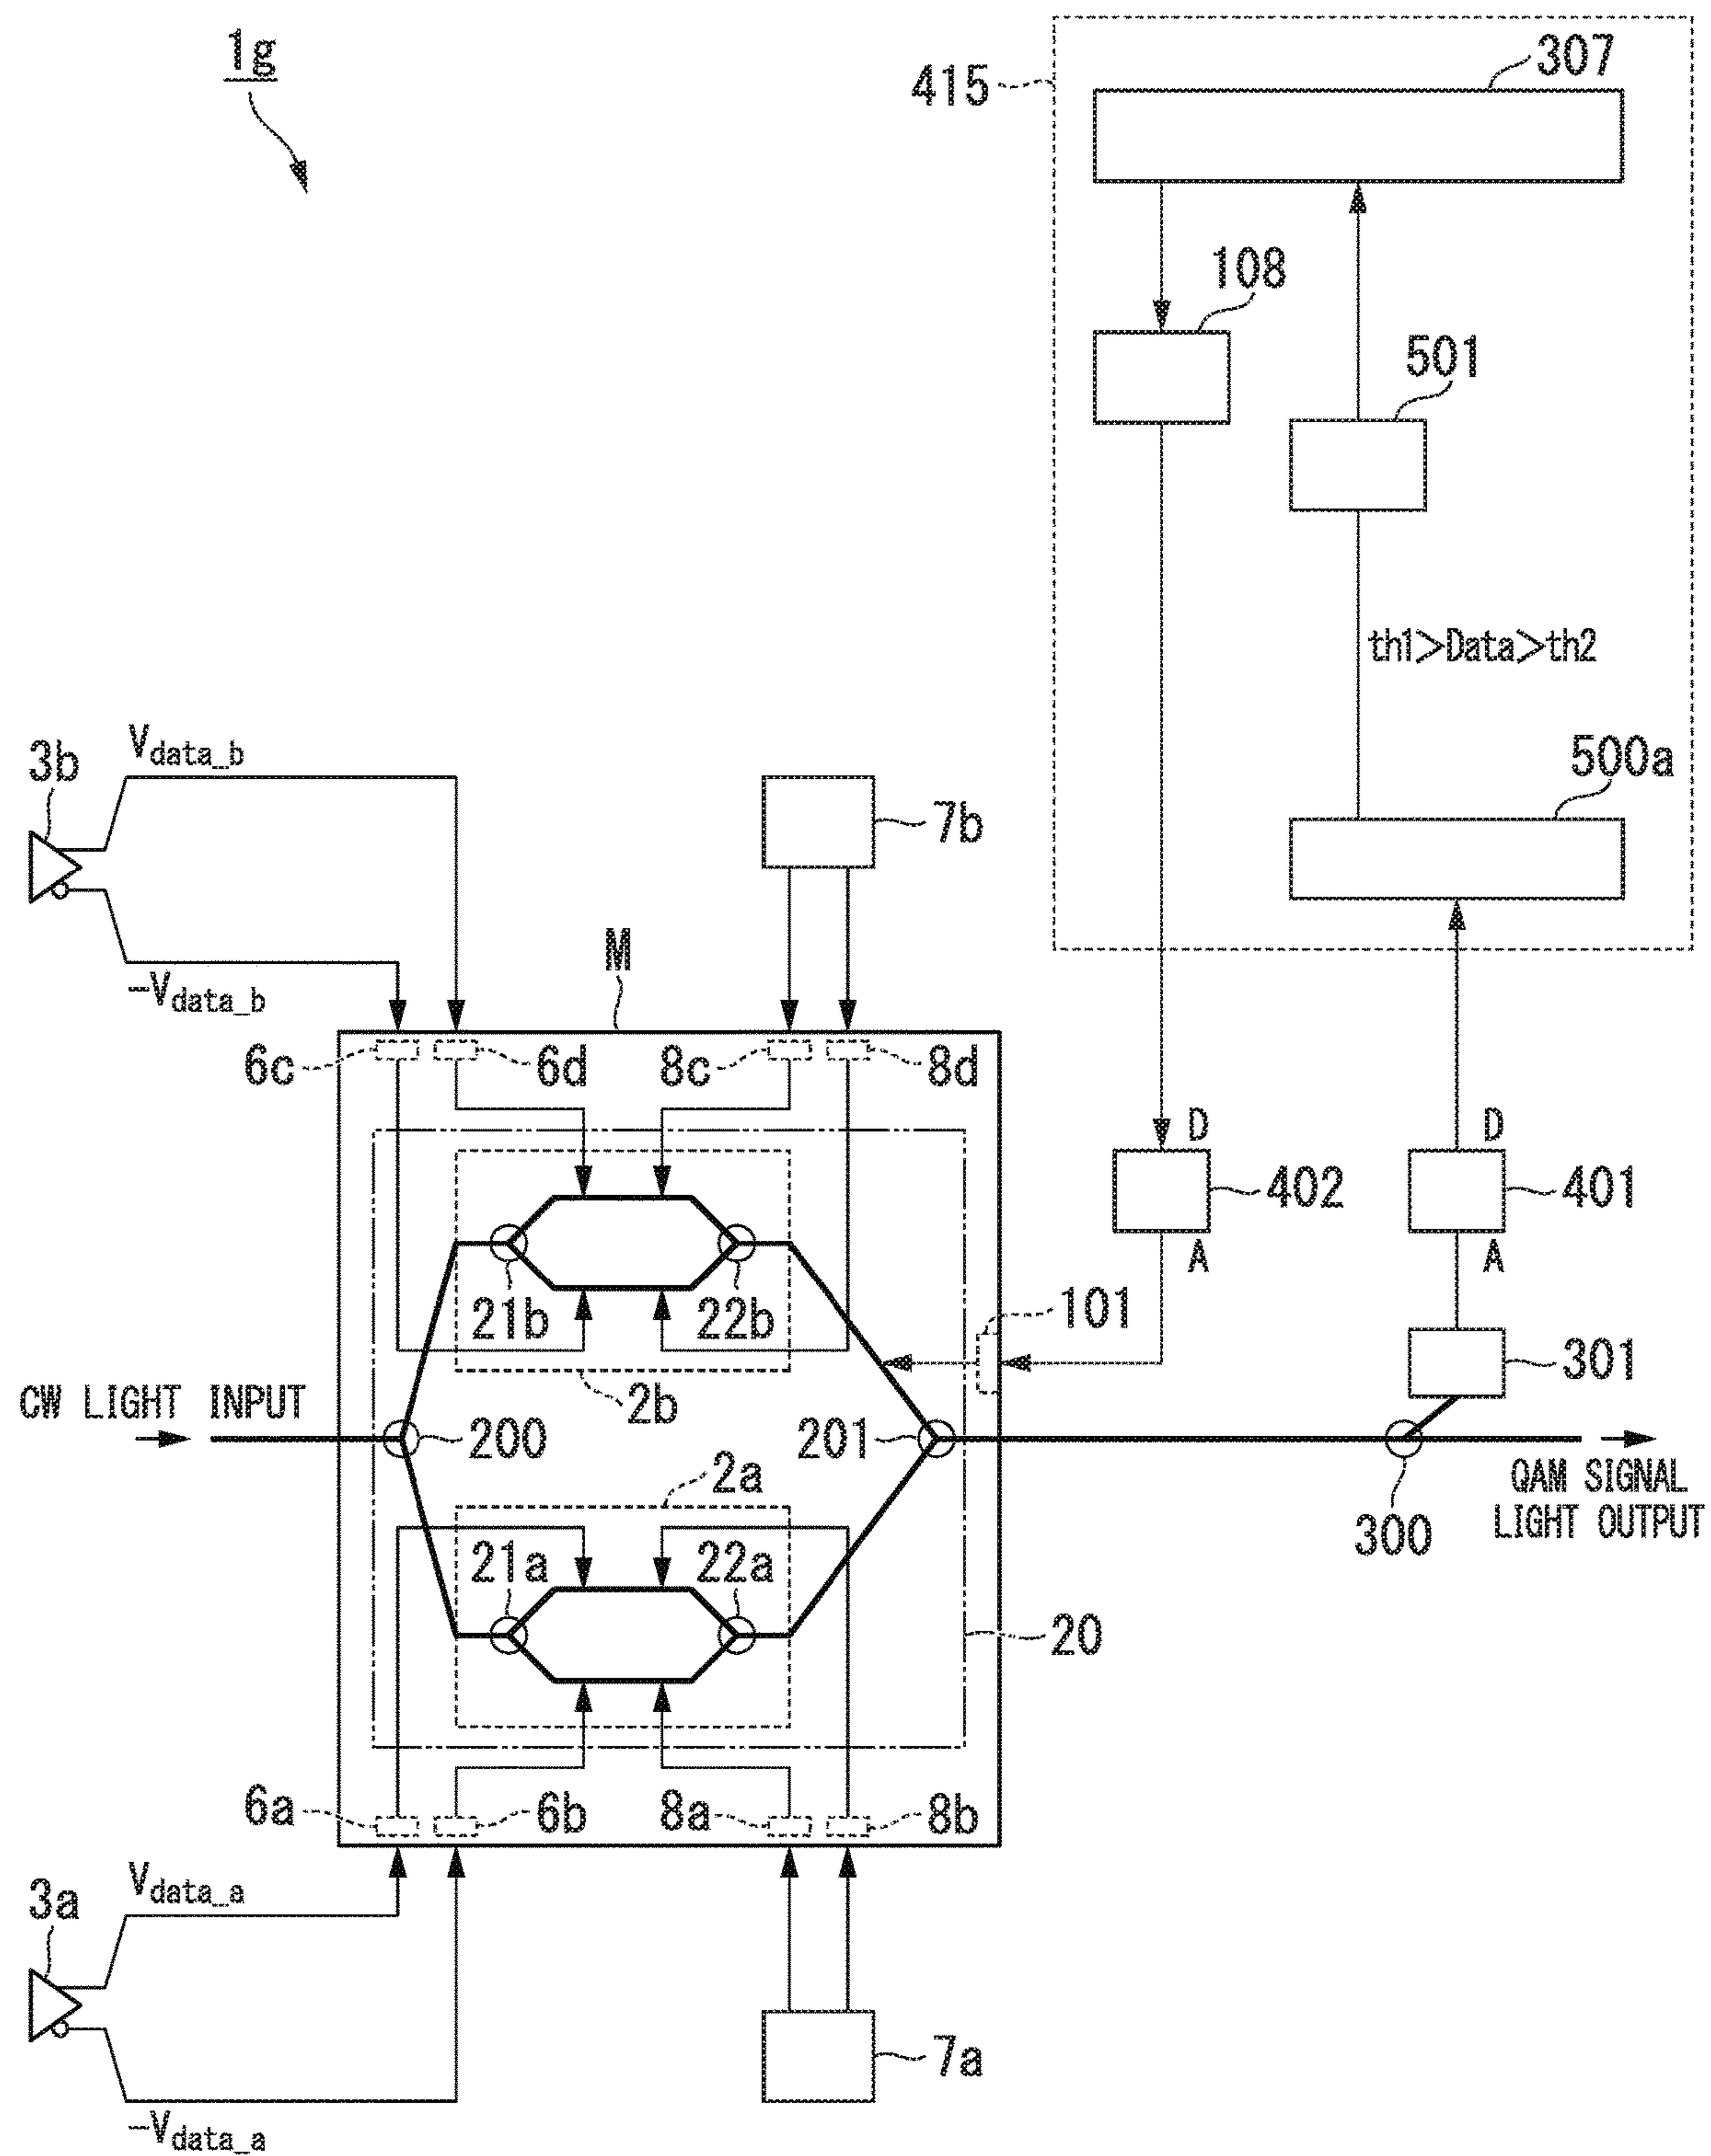 1g
415
307
108
501
th1>Data>th2
500a
3b
Vdata_b
-Vdata_b
7b
M
6c
6d
8c
8d
D
402
A
D
401
A
21b
22b
2b
101
301
CW LIGHT INPUT
200
201
300
QAM SIGNAL
LIGHT OUTPUT
2a
21a
22a
20
6a
6b
8a
8b
3a
Vdata_a
-Vdata_a
7a